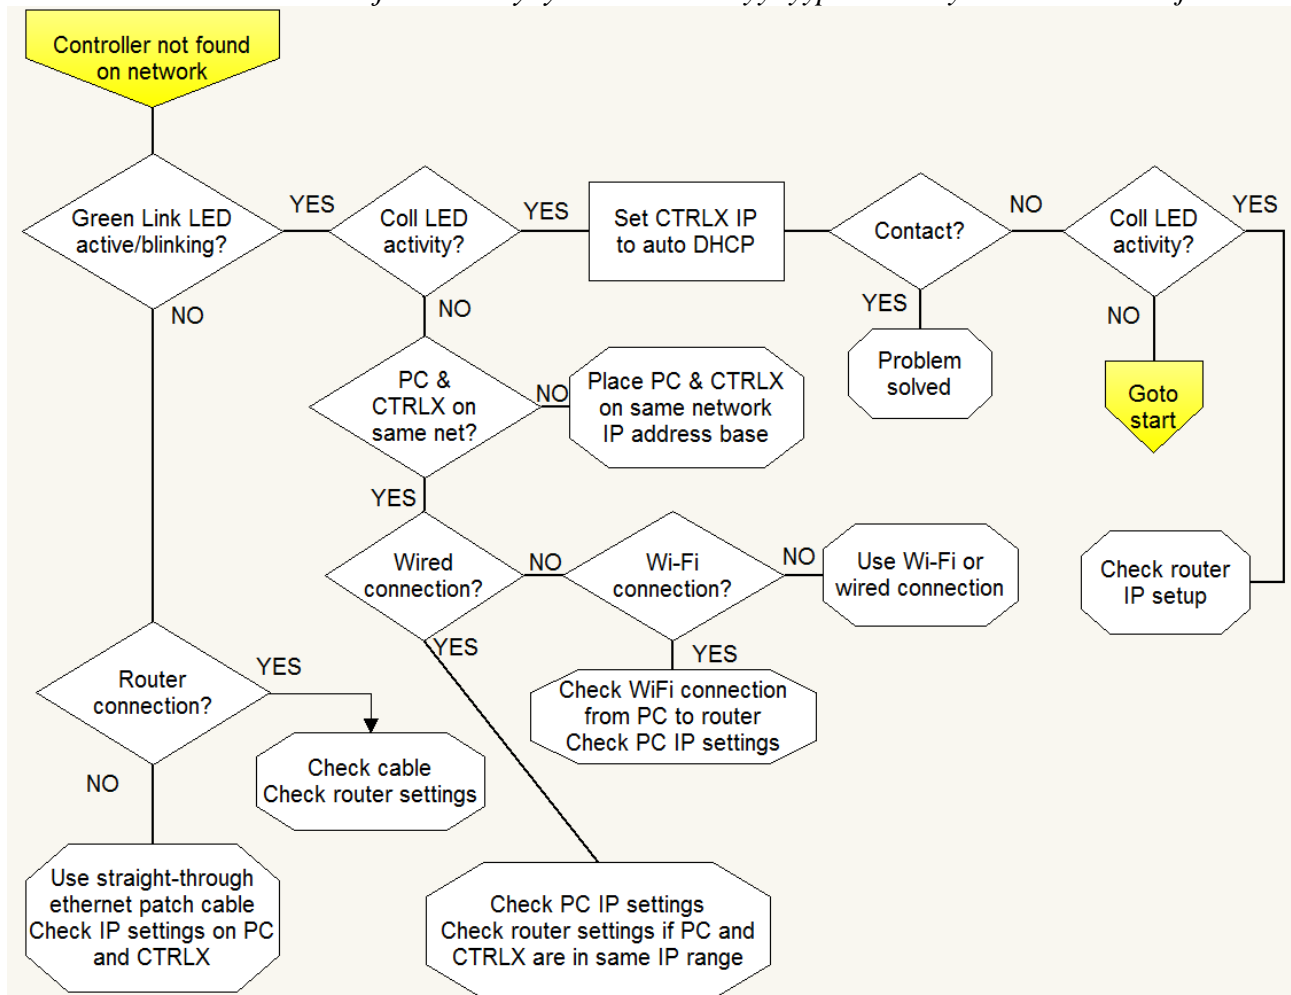 Controller not found
on network
Green Link LED
active/blinking?
YES
NO
Coll LED
activity?
YES
NO
Set CTRLX IP
to auto DHCP
Contact?
NO
YES
Problem
solved
Coll LED
activity?
YES
NO
Goto
start
Check router
IP setup
PC &
CTRLX on
same net?
NO
Place PC & CTRLX
on same network
IP address base
YES
Wired
connection?
NO
Wi-Fi
connection?
NO
Use Wi-Fi or
wired connection
YES
Check WiFi connection
from PC to router
Check PC IP settings
YES
Check PC IP settings
Check router settings if PC and
CTRLX are in same IP range
Router
connection?
YES
Check cable
Check router settings
NO
Use straight-through
ethernet patch cable
Check IP settings on PC
and CTRLX